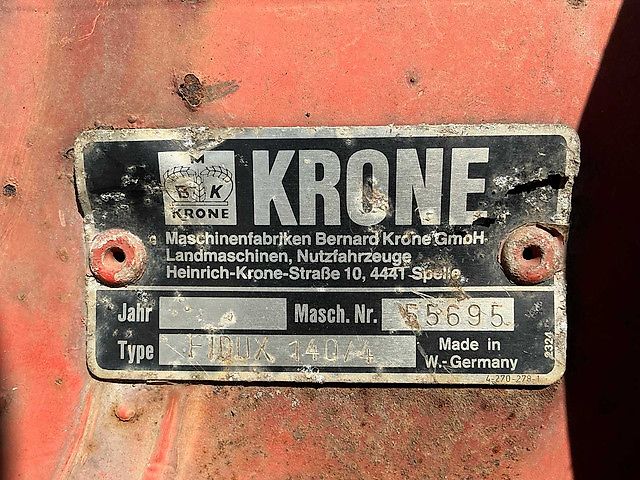 M
B K
KRONE
KRONE
Maschinenfabriken Bernard Krone GmbH
Landmaschinen, Nutzfahrzeuge
Heinrich-Krone-Straße 10, 4441 Spelle
Jahr Masch. Nr. 55695
Type FIDUX 140/4 Made in
W.-Germany
4-270-278-1